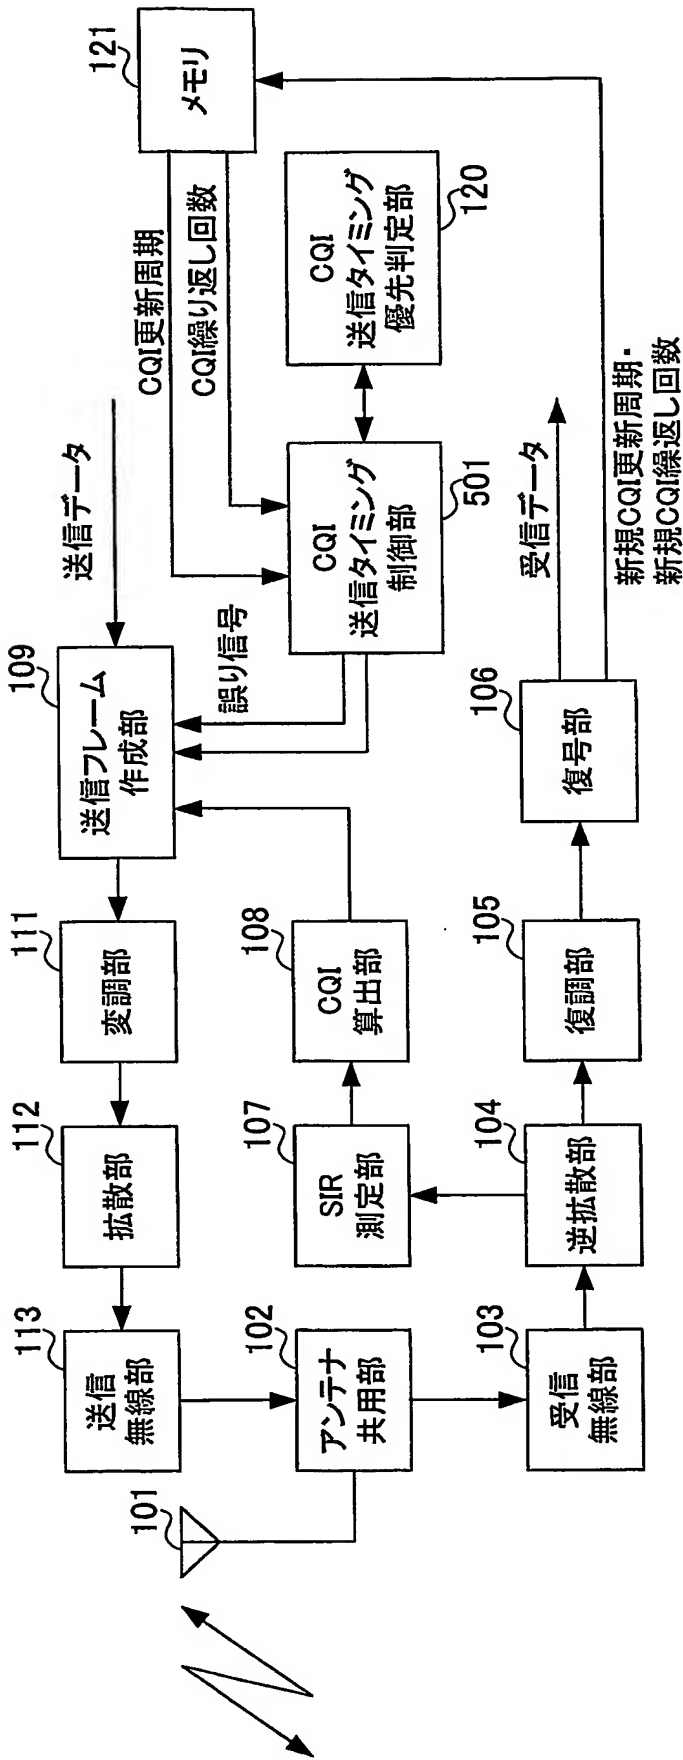 101
113
送信
無線部
112
拡散部
111
変調部
109
送信フレーム
作成部
送信データ
CQI更新周期
CQI繰り返し回数
121
メモリ
102
アンテナ
共用部
107
SIR
測定部
108
CQI
算出部
誤り信号
CQI
送信タイミング
制御部
501
CQI
送信タイミング
優先判定部
120
103
受信
無線部
104
逆拡散部
105
復調部
106
復号部
受信データ
新規CQI更新周期・
新規CQI繰返し回数